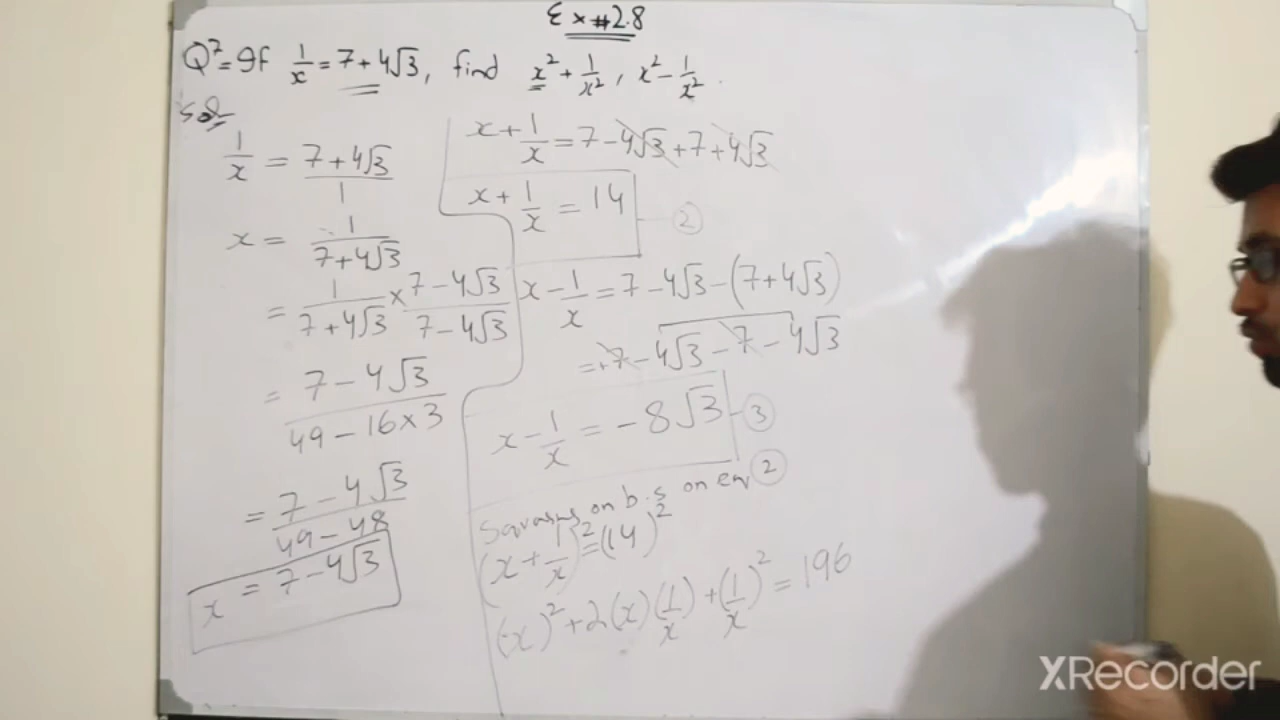 Ex #2.8
Q7= If 1/x = 7+4√3, find x² + 1/x², x² - 1/x².
Sol
1/x = 7+4√3/1
x = 1/7+4√3
= 1/7+4√3 × 7-4√3/7-4√3
= 7-4√3/49-16×3
= 7-4√3/49-48
x = 7-4√3
x+1/x = 7-4√3+7+4√3
x+1/x = 14 ②
x-1/x = 7-4√3-(7+4√3)
= +7-4√3-7-4√3
x-1/x = -8√3 ③
Squaring on b.s on eq ②
(x+1/x)² = (14)²
(x)²+2(x)(1/x)+(1/x)² = 196
XRecorder